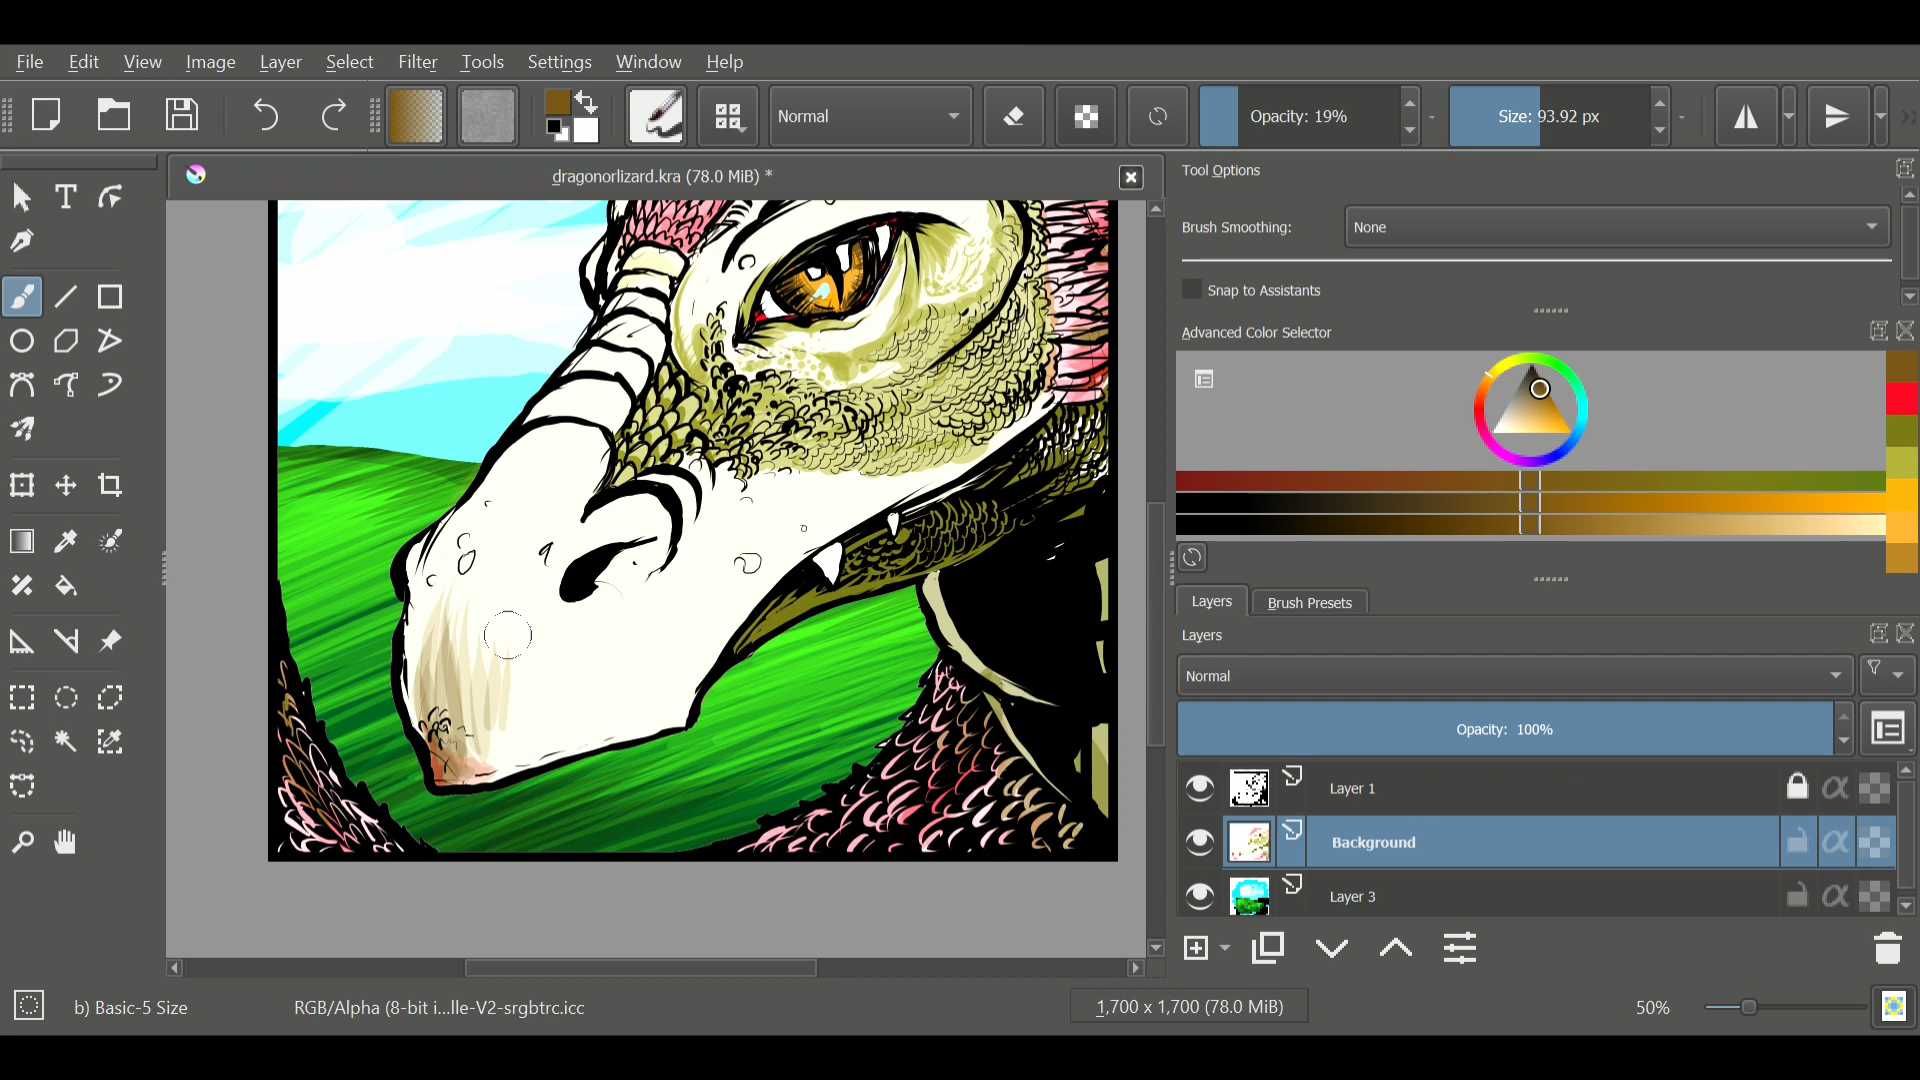 File Edit View Image Layer Select Filter Tools Settings Window Help
Normal Opacity: 19% Size: 93.92 px
dragonorlizard.kra (78.0 MiB) *
Tool Options
Brush Smoothing: None
Snap to Assistants
Advanced Color Selector
Layers Brush Presets
Layers
Normal
Opacity: 100%
Layer 1
Background
Layer 3
b) Basic-5 Size RGB/Alpha (8-bit i...lle-V2-srgbtrc.icc 1,700 x 1,700 (78.0 MiB) 50%